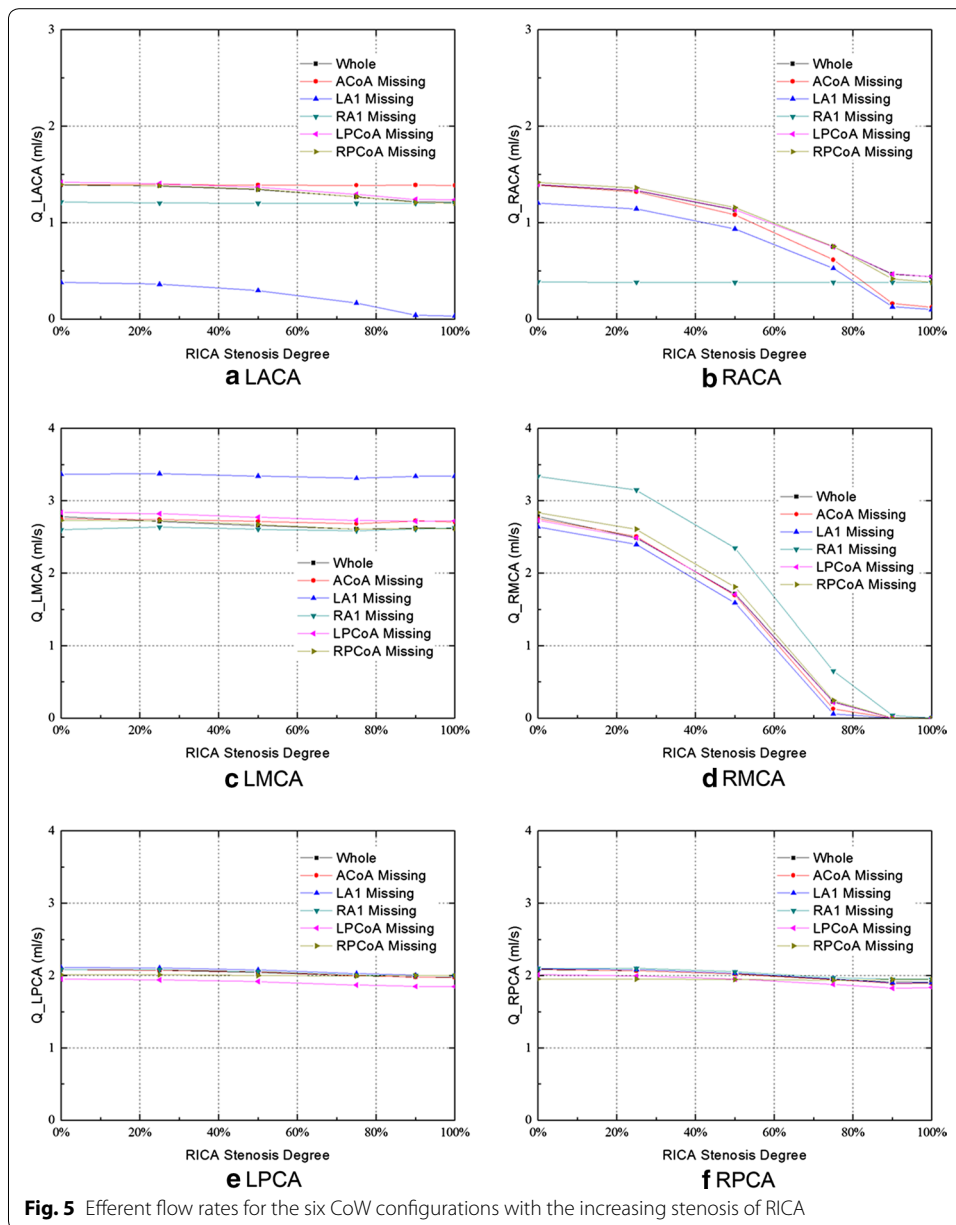 3
2
1
0
Q_LACA (ml/s)
Whole
ACoA Missing
LA1 Missing
RA1 Missing
LPCoA Missing
RPCoA Missing
0% 20% 40% 60% 80% 100%
RICA Stenosis Degree
a LACA
3
2
1
0
Q_RACA (ml/s)
Whole
ACoA Missing
LA1 Missing
RA1 Missing
LPCoA Missing
RPCoA Missing
0% 20% 40% 60% 80% 100%
RICA Stenosis Degree
b RACA
4
3
2
1
0
Q_LMCA (ml/s)
Whole
ACoA Missing
LA1 Missing
RA1 Missing
LPCoA Missing
RPCoA Missing
0% 20% 40% 60% 80% 100%
RICA Stenosis Degree
c LMCA
4
3
2
1
0
Q_RMCA (ml/s)
Whole
ACoA Missing
LA1 Missing
RA1 Missing
LPCoA Missing
RPCoA Missing
0% 20% 40% 60% 80% 100%
RICA Stenosis Degree
d RMCA
4
3
2
1
0
Q_LPCA (ml/s)
Whole
ACoA Missing
LA1 Missing
RA1 Missing
LPCoA Missing
RPCoA Missing
0% 20% 40% 60% 80% 100%
RICA Stenosis Degree
e LPCA
4
3
2
1
0
Q_RPCA (ml/s)
Whole
ACoA Missing
LA1 Missing
RA1 Missing
LPCoA Missing
RPCoA Missing
0% 20% 40% 60% 80% 100%
RICA Stenosis Degree
f RPCA
Fig. 5 Efferent flow rates for the six CoW configurations with the increasing stenosis of RICA